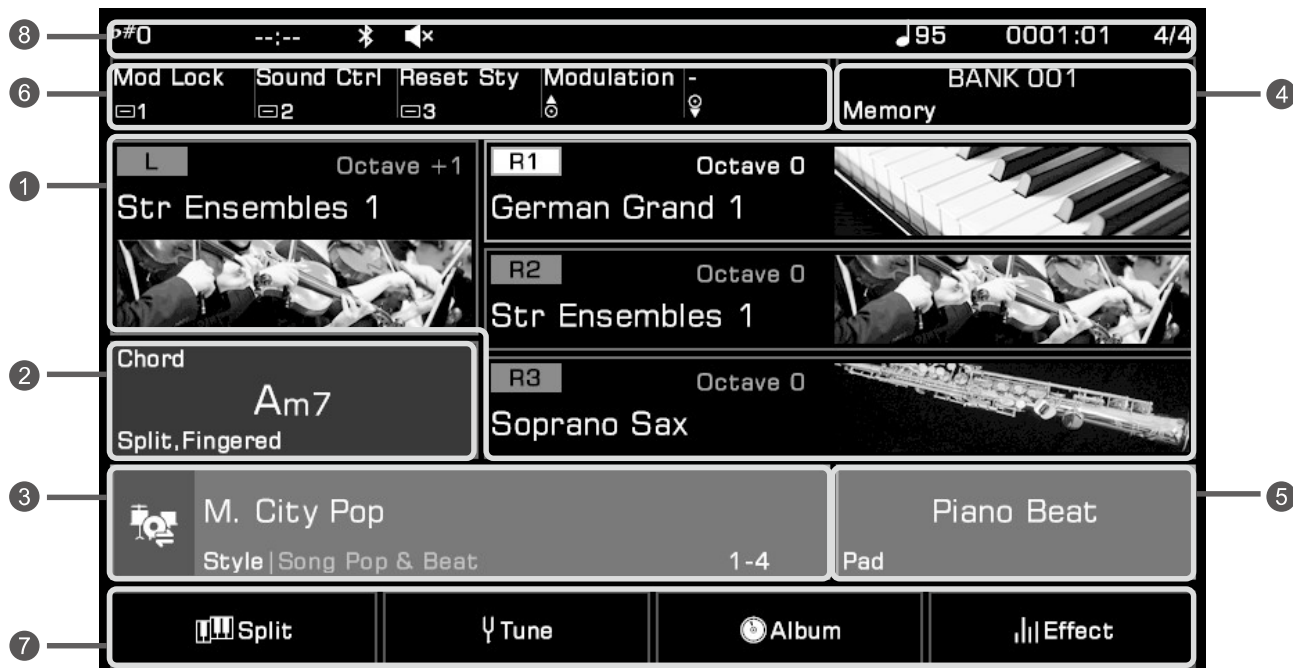 8
♭#0 --:-- 95 0001:01 4/4
6
Mod Lock Sound Ctrl Reset Sty Modulation -
1 2 3
BANK 001
Memory
4
1
L Octave +1
Str Ensembles 1
R1 Octave 0
German Grand 1
R2 Octave 0
Str Ensembles 1
R3 Octave 0
Soprano Sax
2
Chord
Am7
Split,Fingered
3
M. City Pop
Style|Song Pop & Beat 1-4
Piano Beat
Pad
5
7
Split Tune Album Effect